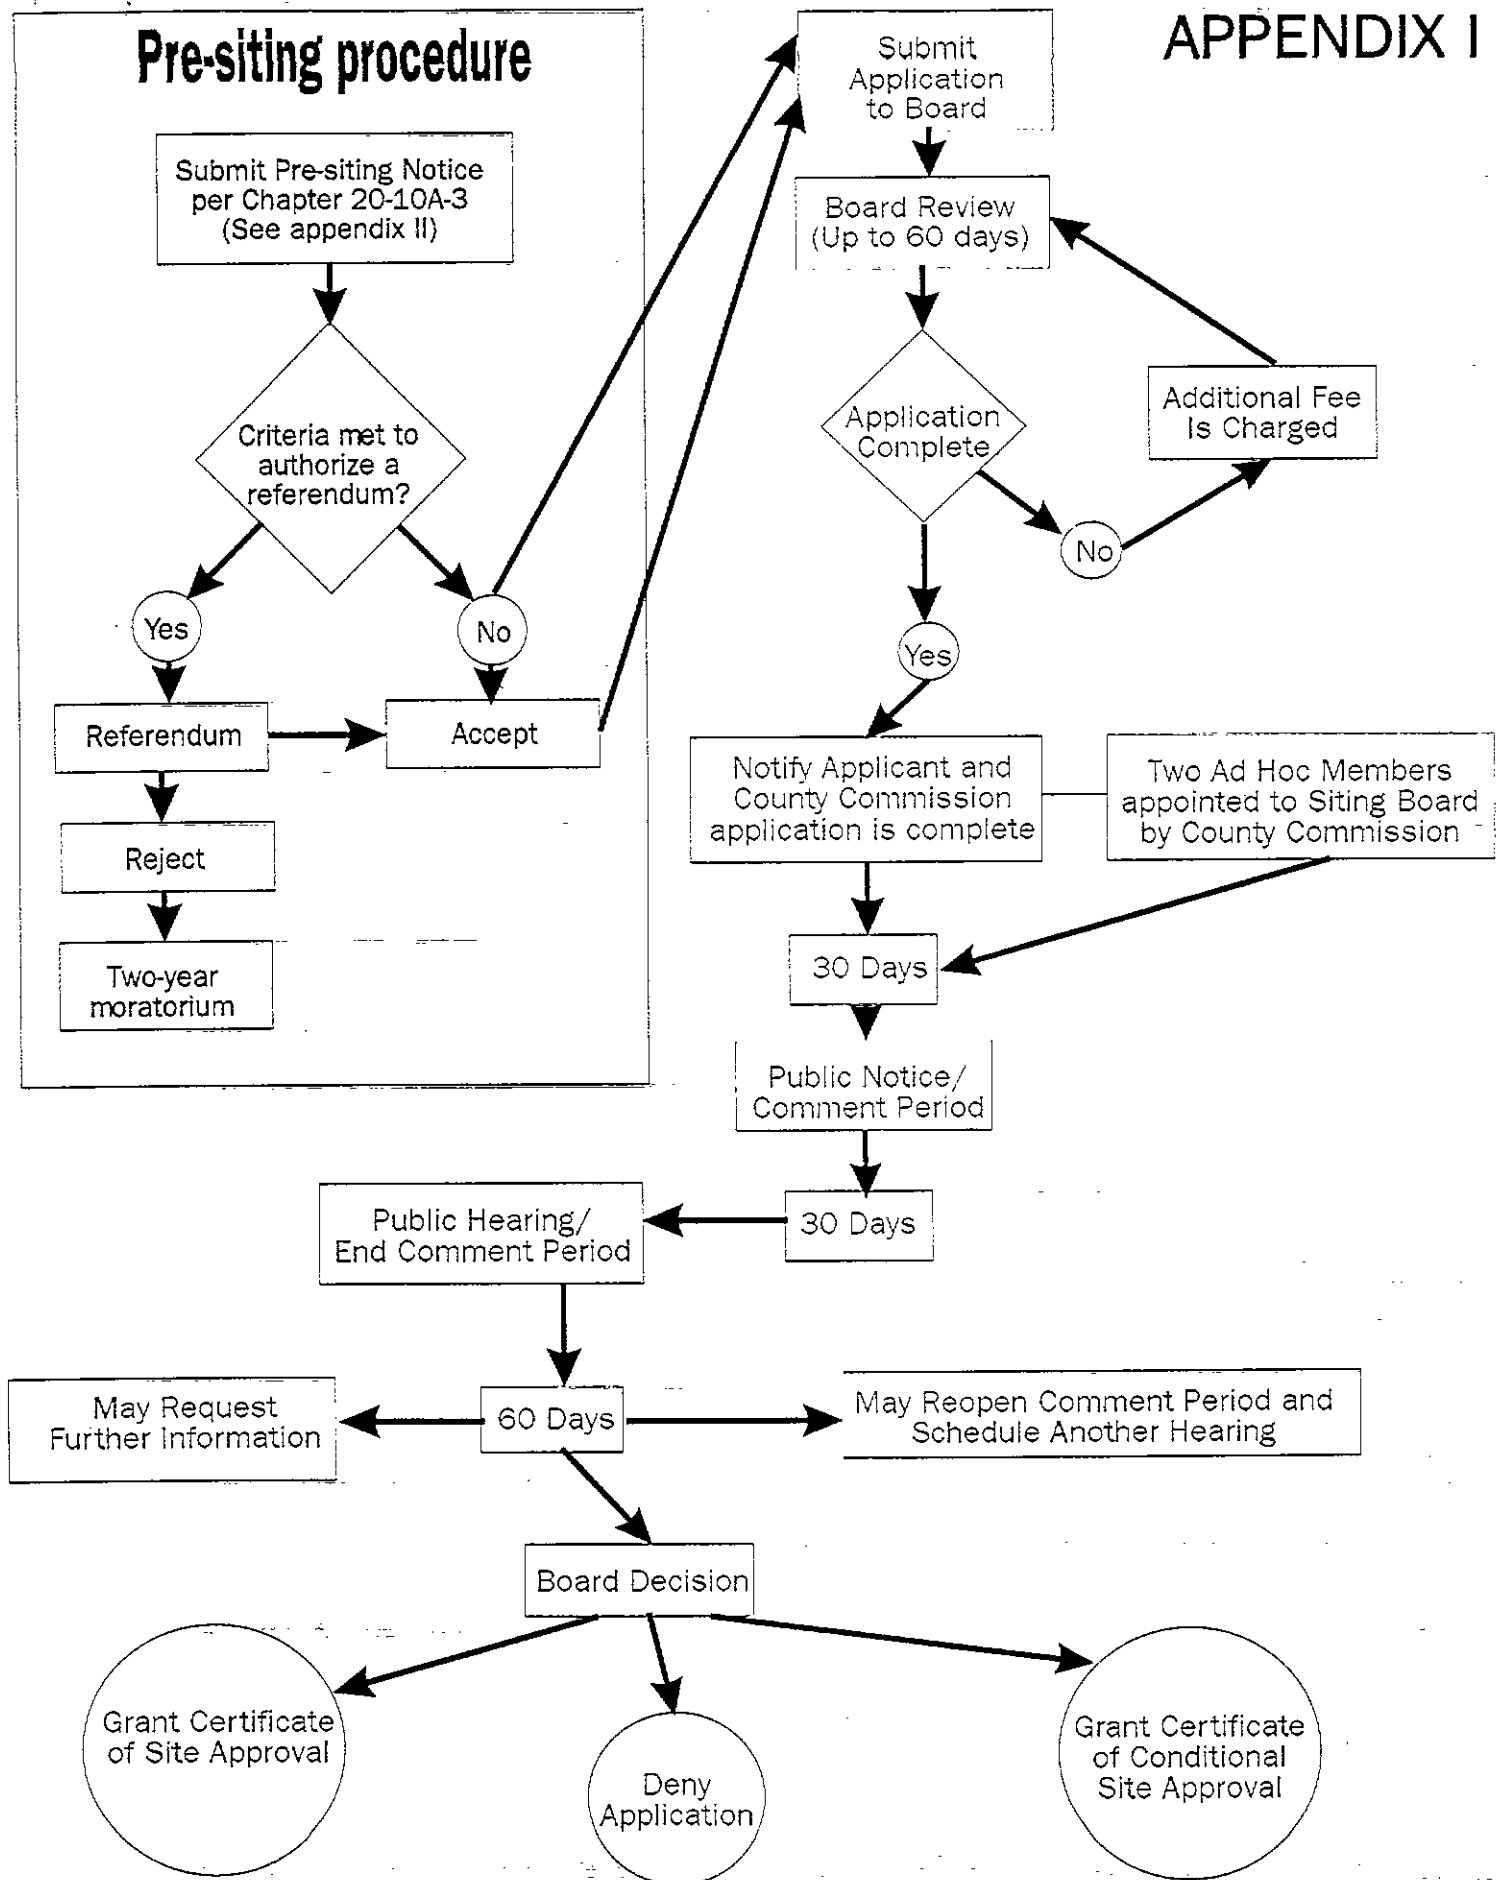 APPENDIX I
Pre-siting procedure
Submit Pre-siting Notice
per Chapter 20-10A-3
(See appendix II)
Criteria met to
authorize a
referendum?
Yes
No
Referendum
Accept
Reject
Two-year
moratorium
Submit
Application
to Board
Board Review
(Up to 60 days)
Application
Complete
Additional Fee
Is Charged
No
Yes
Notify Applicant and
County Commission
application is complete
Two Ad Hoc Members
appointed to Siting Board
by County Commission
30 Days
Public Notice/
Comment Period
30 Days
Public Hearing/
End Comment Period
60 Days
May Request
Further Information
May Reopen Comment Period and
Schedule Another Hearing
Board Decision
Grant Certificate
of Site Approval
Deny
Application
Grant Certificate
of Conditional
Site Approval